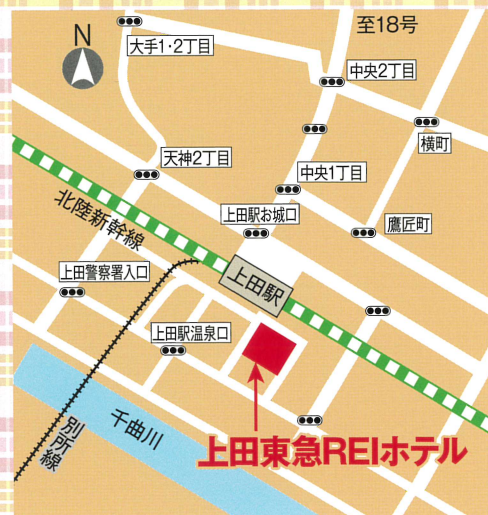 至18号
N
大手1・2丁目
中央2丁目
横町
天神2丁目
中央1丁目
北陸新幹線
上田駅お城口
鷹匠町
上田警察署入口
上田駅
上田駅温泉口
千曲川
別所線
上田東急REIホテル